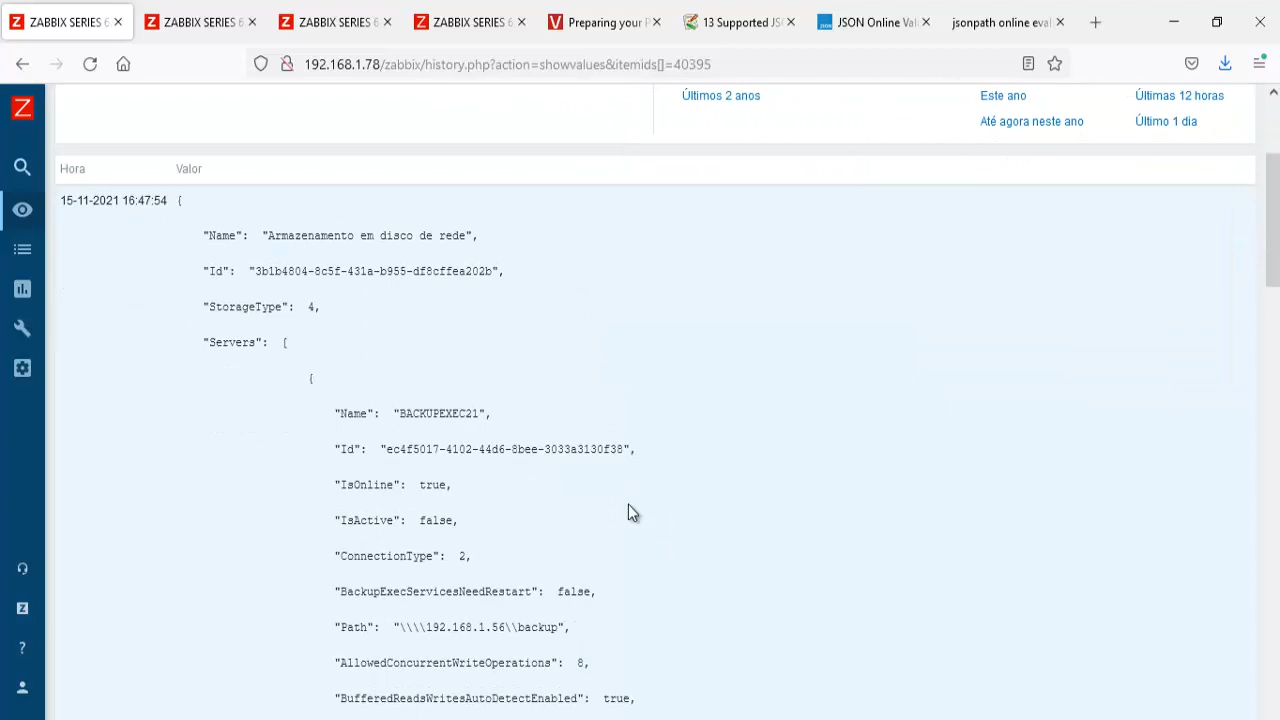 ZABBIX SERIES 6
ZABBIX SERIES 6
ZABBIX SERIES 6
ZABBIX SERIES 6
Preparing your P
13 Supported JS
JSON Online Vali
jsonpath online eval
192.168.1.78/zabbix/history.php?action=showvalues&itemids[]=40395
Z
Últimos 2 anos
Este ano
Últimas 12 horas
Até agora neste ano
Último 1 dia
Hora
Valor
15-11-2021 16:47:54 {
"Name": "Armazenamento em disco de rede",
"Id": "3b1b4804-8c5f-431a-b955-df8cffea202b",
"StorageType": 4,
"Servers": [
{
"Name": "BACKUPEXEC21",
"Id": "ec4f5017-4102-44d6-8bee-3033a3130f38",
"IsOnline": true,
"IsActive": false,
"ConnectionType": 2,
"BackupExecServicesNeedRestart": false,
"Path": "\\\\192.168.1.56\\backup",
"AllowedConcurrentWriteOperations": 8,
"BufferedReadsWritesAutoDetectEnabled": true,
Z
?